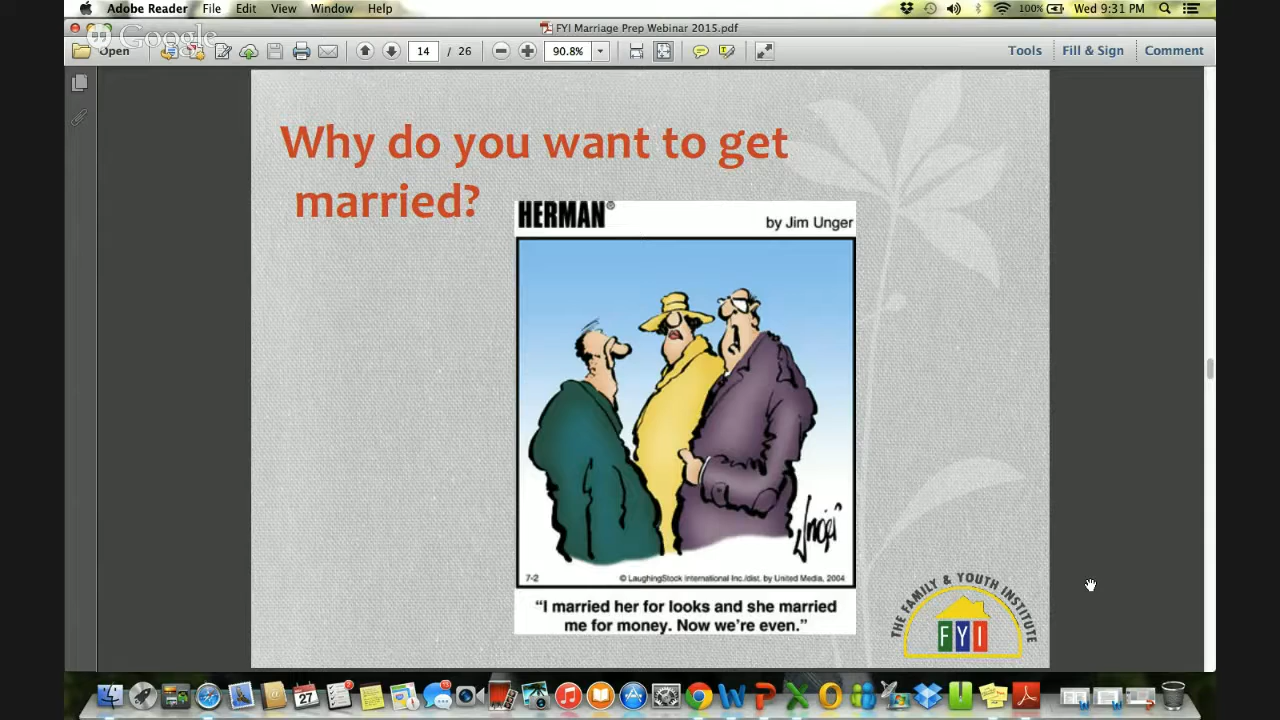 Adobe Reader File Edit View Window Help 100% Wed 9:31 PM
FYI Marriage Prep Webinar 2015.pdf
Google
Open 14 / 26 90.8% Tools Fill & Sign Comment
Why do you want to get
married?
HERMAN®
by Jim Unger
7-2 © LaughingStock International Inc./dist. by United Media, 2004
"I married her for looks and she married
me for money. Now we're even."
THE FAMILY & YOUTH INSTITUTE
FYI
27